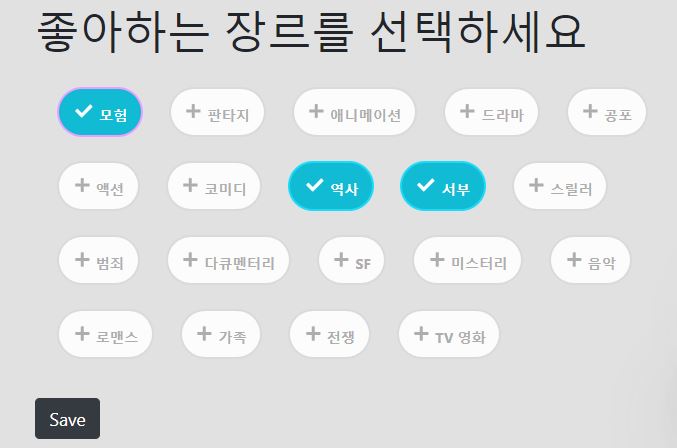 좋아하는 장르를 선택하세요
모험 판타지 애니메이션 드라마 공포
액션 코미디 역사 서부 스릴러
범죄 다큐멘터리 SF 미스터리 음악
로맨스 가족 전쟁 TV 영화
Save